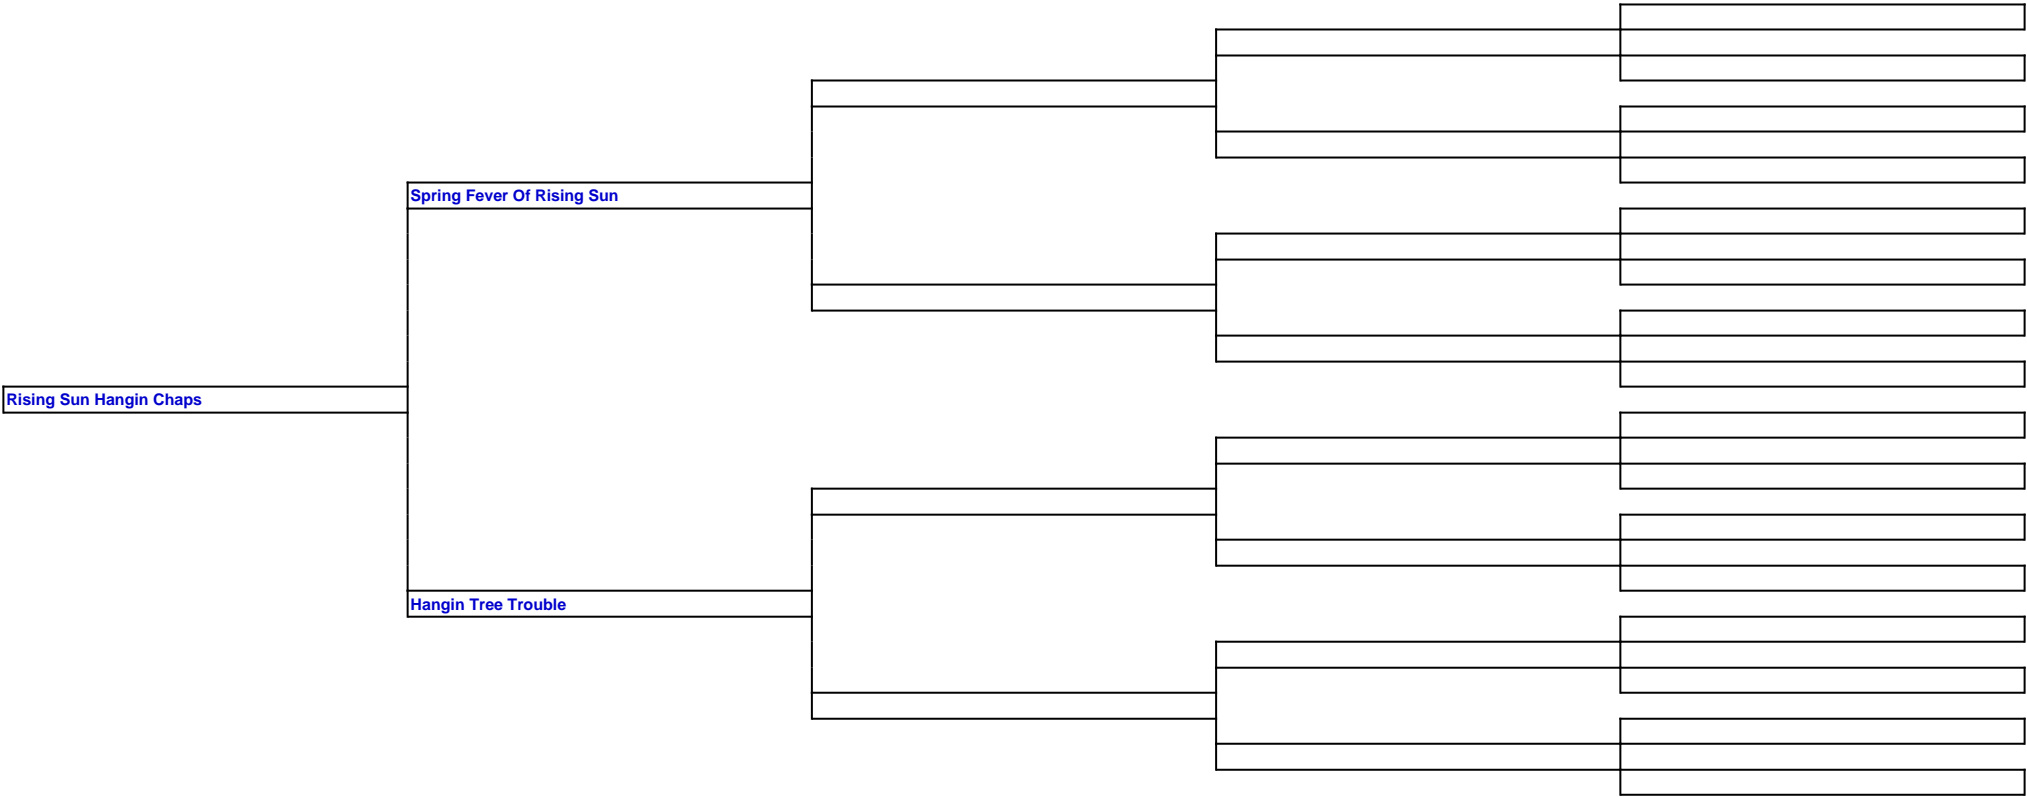 Spring Fever Of Rising Sun
Rising Sun Hangin Chaps
Hangin Tree Trouble